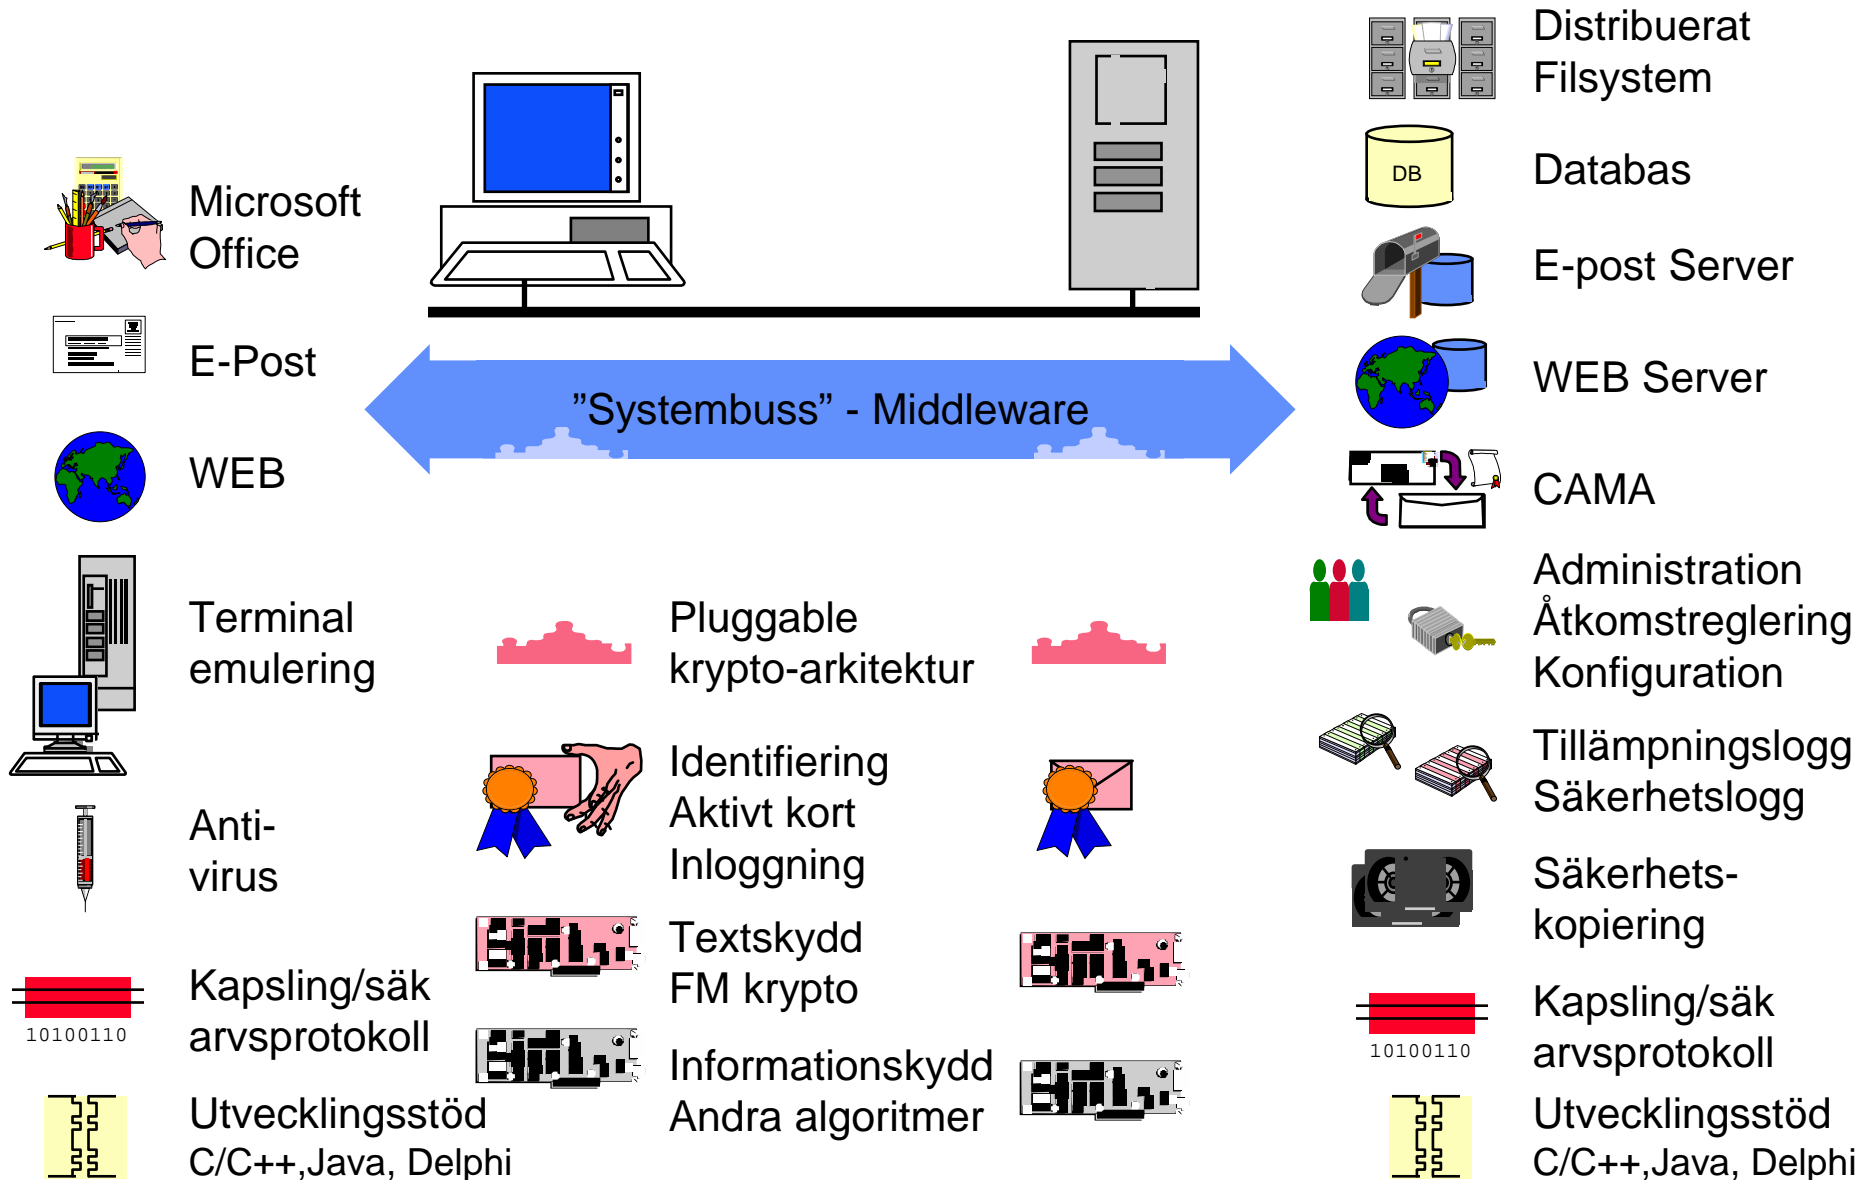 Microsoft
Office
E-Post
WEB
Terminal
emulering
Anti-
virus
Kapsling/säk
arvsprotokoll
10100110
Utvecklingsstöd
C/C++,Java, Delphi
”Systembuss” - Middleware
Pluggable
krypto-arkitektur
Identifiering
Aktivt kort
Inloggning
Textskydd
FM krypto
Informationskydd
Andra algoritmer
Distribuerat
Filsystem
DB
Databas
E-post Server
WEB Server
CAMA
Administration
Åtkomstreglering
Konfiguration
Tillämpningslogg
Säkerhetslogg
Säkerhets-
kopiering
Kapsling/säk
arvsprotokoll
10100110
Utvecklingsstöd
C/C++,Java, Delphi